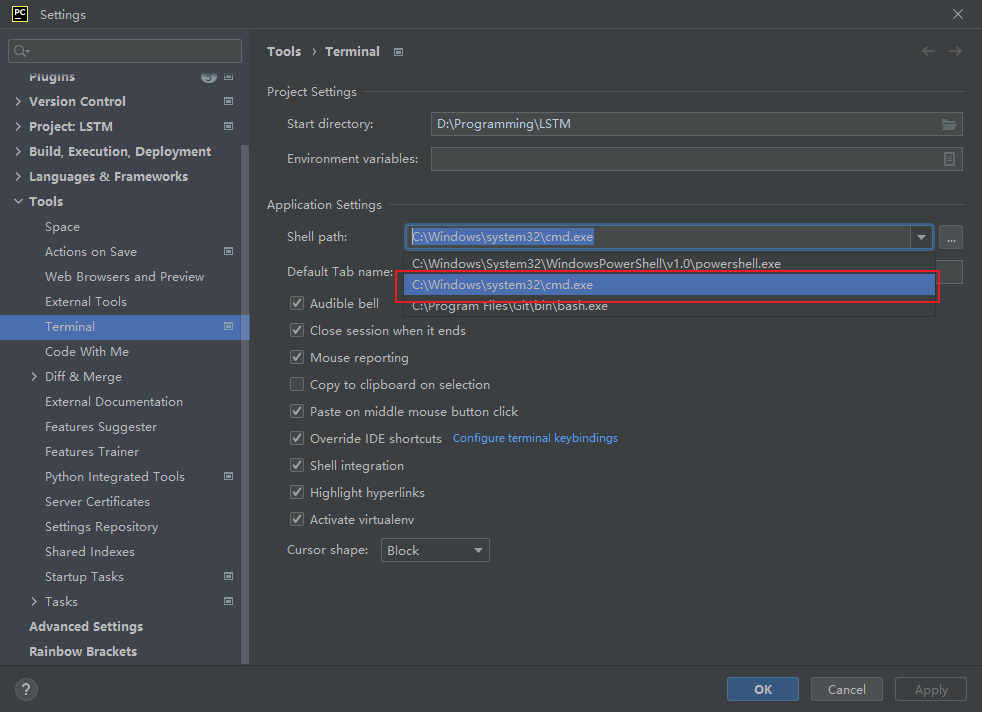 PC Settings
Plugins 3
Version Control
Project: LSTM
Build, Execution, Deployment
Languages & Frameworks
Tools
Space
Actions on Save
Web Browsers and Preview
External Tools
Terminal
Code With Me
Diff & Merge
External Documentation
Features Suggester
Features Trainer
Python Integrated Tools
Server Certificates
Settings Repository
Shared Indexes
Startup Tasks
Tasks
Advanced Settings
Rainbow Brackets
Tools › Terminal
Project Settings
Start directory: D:\Programming\LSTM
Environment variables:
Application Settings
Shell path: C:\Windows\system32\cmd.exe ...
C:\Windows\System32\WindowsPowerShell\v1.0\powershell.exe
Default Tab name:
C:\Windows\system32\cmd.exe
C:\Program Files\Git\bin\bash.exe
Audible bell
Close session when it ends
Mouse reporting
Copy to clipboard on selection
Paste on middle mouse button click
Override IDE shortcuts Configure terminal keybindings
Shell integration
Highlight hyperlinks
Activate virtualenv
Cursor shape: Block
? OK Cancel Apply